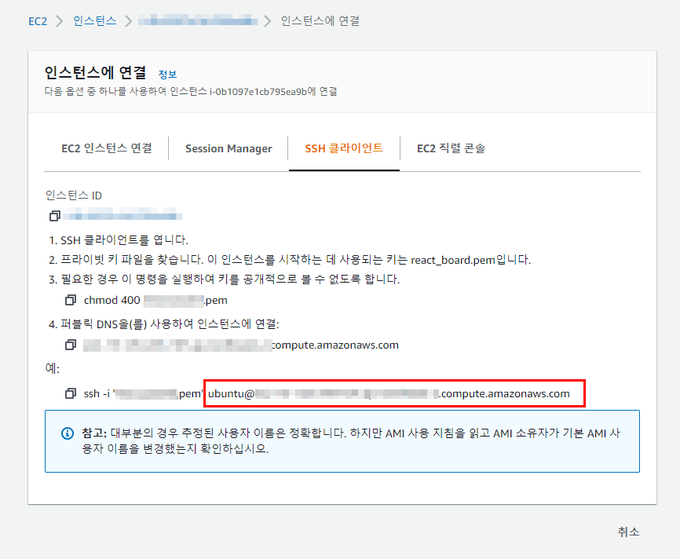 EC2 > 인스턴스 > > 인스턴스에 연결
인스턴스에 연결 정보
다음 옵션 중 하나를 사용하여 인스턴스 i-0b1097e1cb795ea9b에 연결
EC2 인스턴스 연결 Session Manager SSH 클라이언트 EC2 직렬 콘솔
인스턴스 ID
1. SSH 클라이언트를 엽니다.
2. 프라이빗 키 파일을 찾습니다. 이 인스턴스를 시작하는 데 사용되는 키는 react_board.pem입니다.
3. 필요한 경우 이 명령을 실행하여 키를 공개적으로 볼 수 없도록 합니다.
chmod 400 .pem
4. 퍼블릭 DNS을(를) 사용하여 인스턴스에 연결:
compute.amazonaws.com
예:
ssh -i " .pem" ubuntu@ .compute.amazonaws.com
참고: 대부분의 경우 추정된 사용자 이름은 정확합니다. 하지만 AMI 사용 지침을 읽고 AMI 소유자가 기본 AMI 사
용자 이름을 변경했는지 확인하십시오.
취소